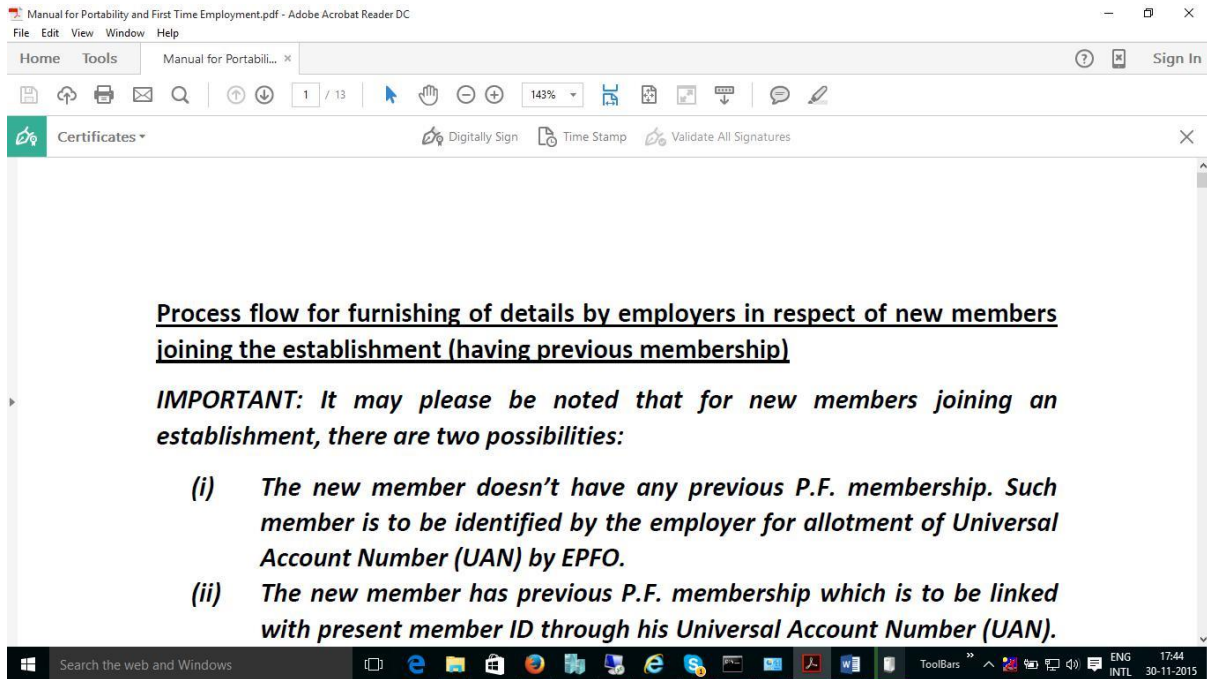 Manual for Portability and First Time Employment.pdf - Adobe Acrobat Reader DC
File Edit View Window Help
Home Tools Manual for Portabili... × Sign In
1 / 13 143%
Certificates Digitally Sign Time Stamp Validate All Signatures
Process flow for furnishing of details by employers in respect of new members
joining the establishment (having previous membership)
IMPORTANT: It may please be noted that for new members joining an
establishment, there are two possibilities:
(i) The new member doesn’t have any previous P.F. membership. Such
member is to be identified by the employer for allotment of Universal
Account Number (UAN) by EPFO.
(ii) The new member has previous P.F. membership which is to be linked
with present member ID through his Universal Account Number (UAN).
Search the web and Windows ToolBars » ENG 17:44
INTL 30-11-2015